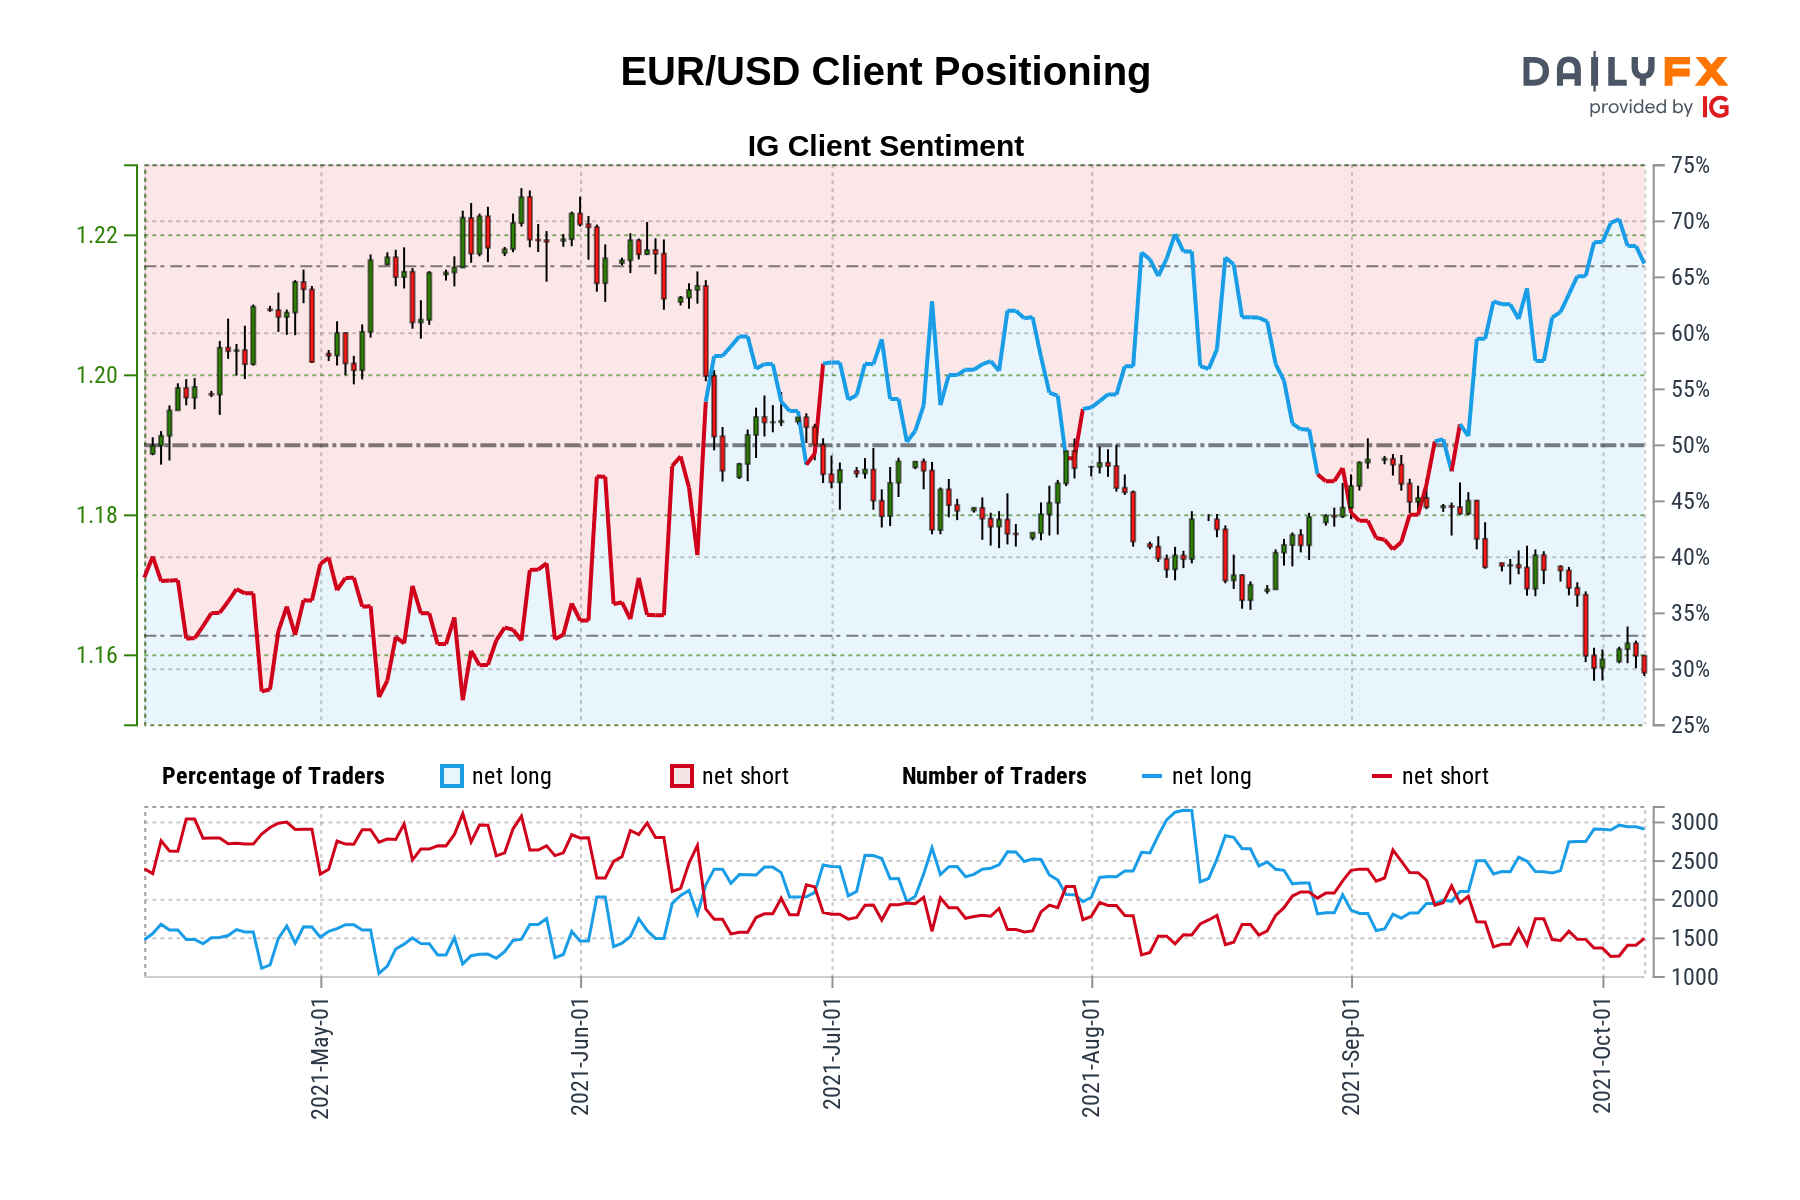 EUR/USD Client Positioning
DAILYFX
provided by IG
IG Client Sentiment
1.22
1.20
1.18
1.16
75%
70%
65%
60%
55%
50%
45%
40%
35%
30%
25%
Percentage of Traders net long net short Number of Traders net long net short
3000
2500
2000
1500
1000
2021-May-01
2021-Jun-01
2021-Jul-01
2021-Aug-01
2021-Sep-01
2021-Oct-01